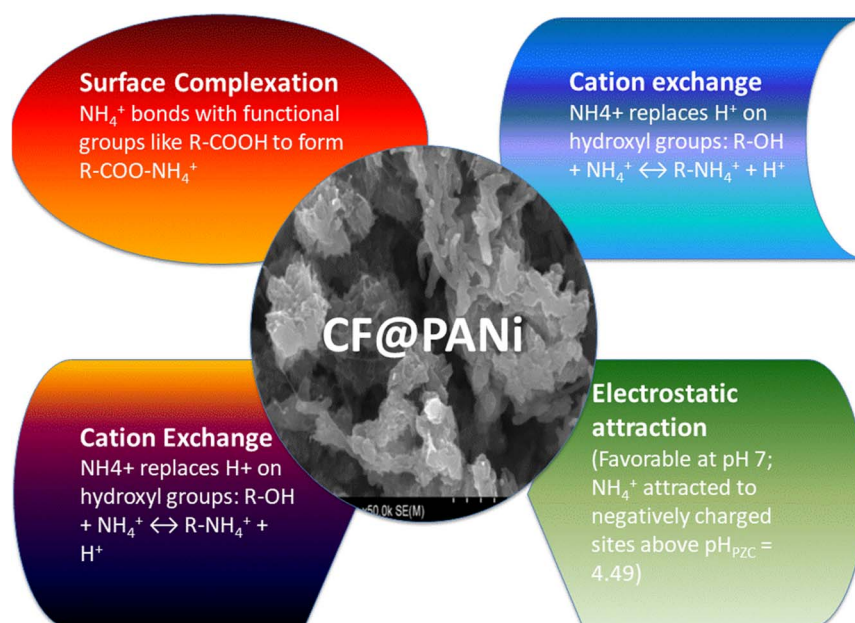 Surface Complexation
NH₄⁺ bonds with functional
groups like R-COOH to form
R-COO-NH₄⁺
Cation exchange
NH4+ replaces H⁺ on
hydroxyl groups: R-OH
+ NH₄⁺ ↔ R-NH₄⁺ + H⁺
CF@PANi
x50.0k SE(M)
Cation Exchange
NH4+ replaces H+ on
hydroxyl groups: R-OH
+ NH₄⁺ ↔ R-NH₄⁺ +
H⁺
Electrostatic
attraction
(Favorable at pH 7;
NH₄⁺ attracted to
negatively charged
sites above pH_PZC =
4.49)